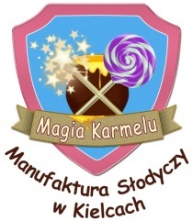 Magia Karmelu
Manufaktura Słodyczy
w Kielcach